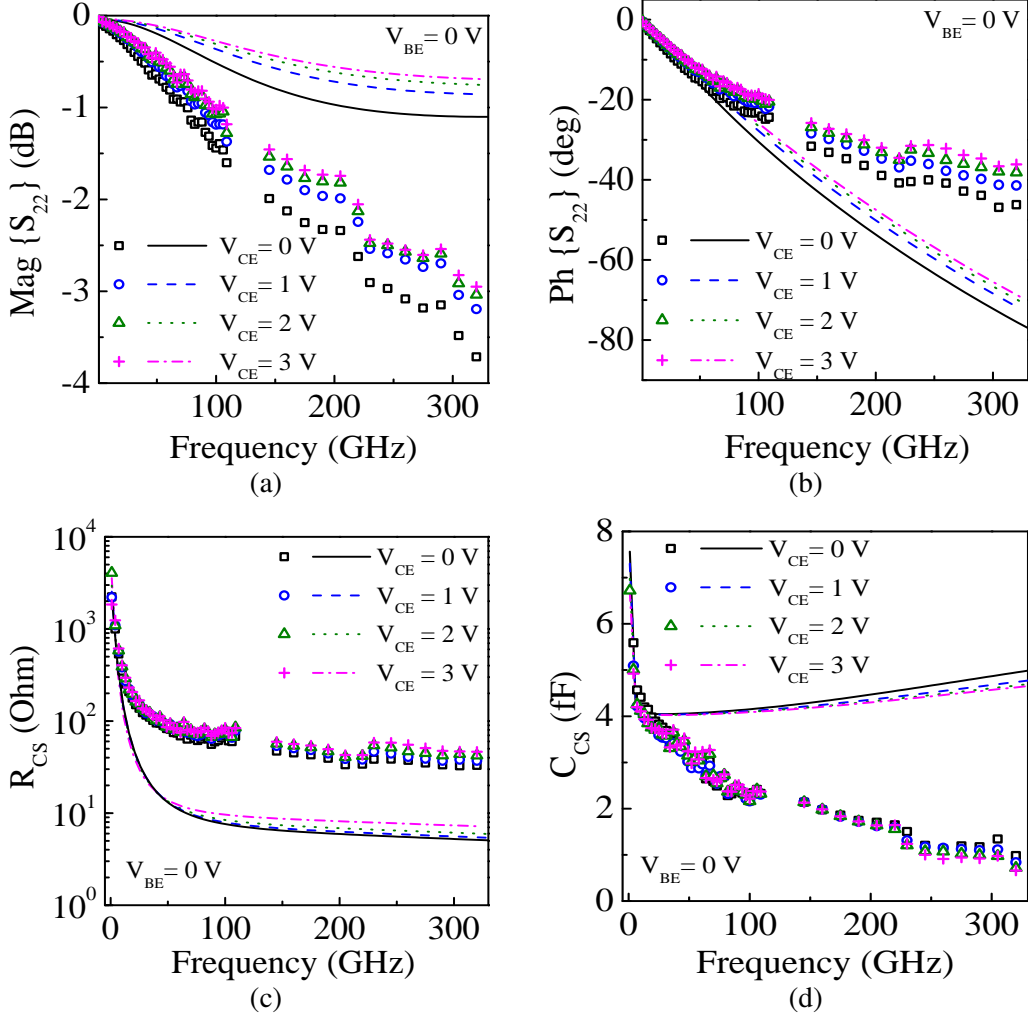 0
-1
-2
-3
-4
Mag {S22} (dB)
VBE= 0 V
VCE= 0 V
VCE= 1 V
VCE= 2 V
VCE= 3 V
100 200 300
Frequency (GHz)
(a)
0
-20
-40
-60
-80
Ph {S22} (deg)
VBE= 0 V
VCE= 0 V
VCE= 1 V
VCE= 2 V
VCE= 3 V
100 200 300
Frequency (GHz)
(b)
10^4
10^3
10^2
10^1
10^0
RCS (Ohm)
VCE= 0 V
VCE = 1 V
VCE = 2 V
VCE = 3 V
VBE= 0 V
0 100 200 300
Frequency (GHz)
(c)
8
6
4
2
0
CCS (fF)
VCE= 0 V
VCE = 1 V
VCE= 2 V
VCE = 3 V
VBE= 0 V
0 100 200 300
Frequency (GHz)
(d)